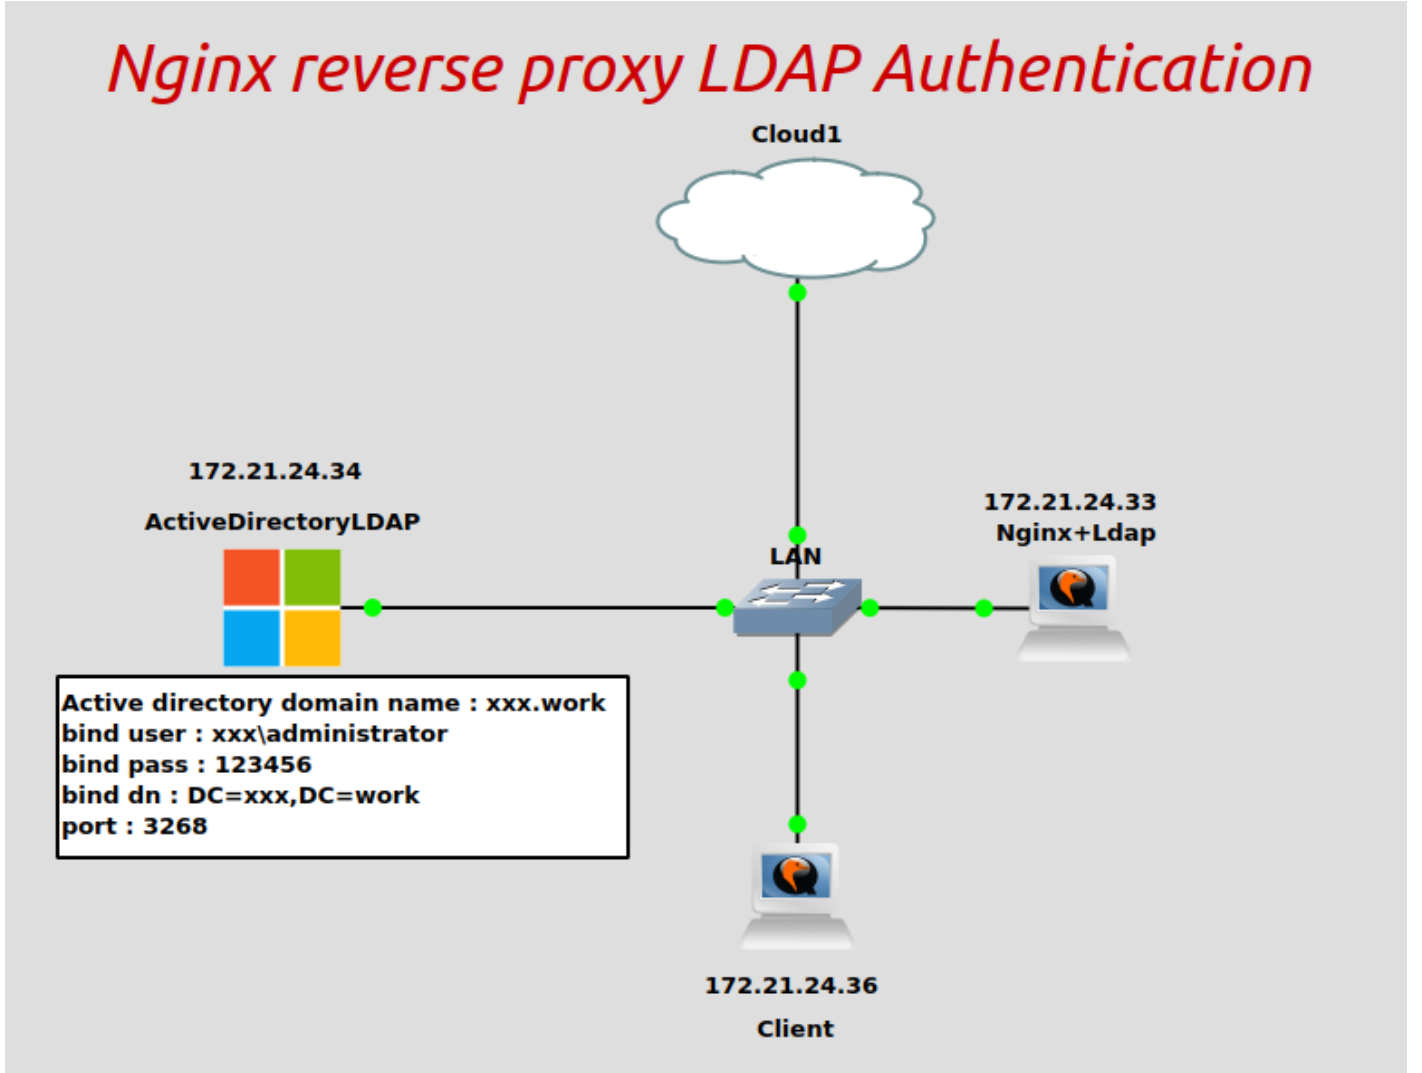 Nginx reverse proxy LDAP Authentication
Cloud1
172.21.24.34
ActiveDirectoryLDAP
172.21.24.33
Nginx+Ldap
LAN
Active directory domain name : xxx.work
bind user : xxx\administrator
bind pass : 123456
bind dn : DC=xxx,DC=work
port : 3268
172.21.24.36
Client